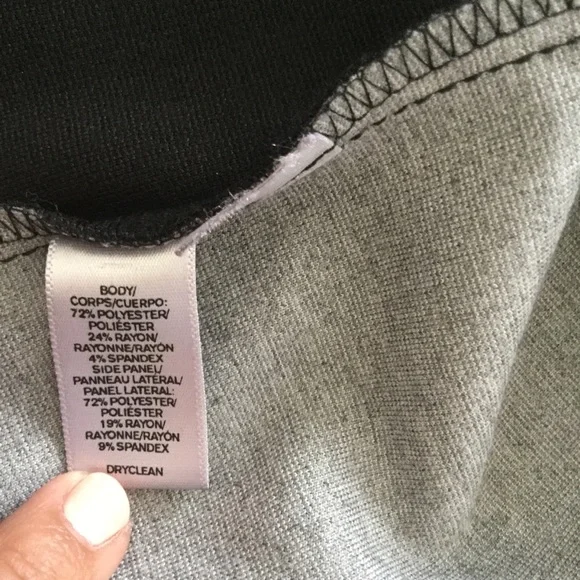 BODY/
CORPS/CUERPO:
72% POLYESTER/
POLIÉSTER
24% RAYON/
RAYONNE/RAYÓN
4% SPANDEX
SIDE PANEL/
PANNEAU LATÉRAL/
PANEL LATERAL:
72% POLYESTER/
POLIÉSTER
19% RAYON/
RAYONNE/RAYÓN
9% SPANDEX
DRYCLEAN